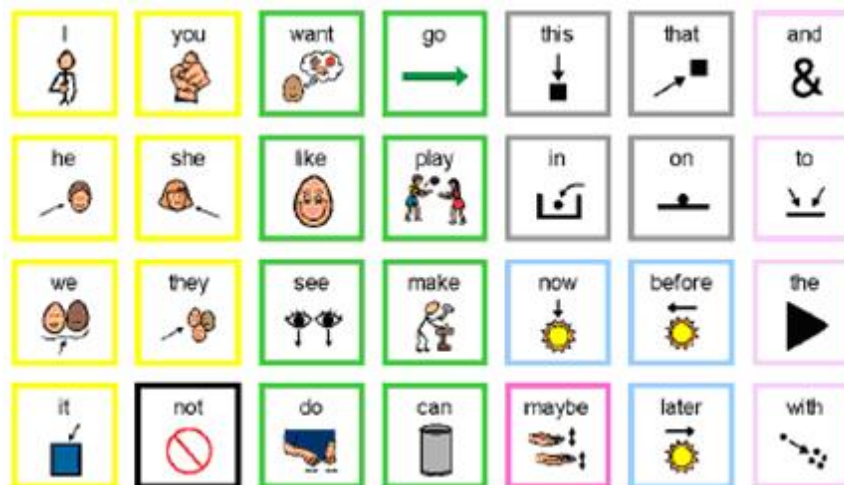 I you want go this that and
&
he she like play in on to
we they see make now before the
it not do can maybe later with